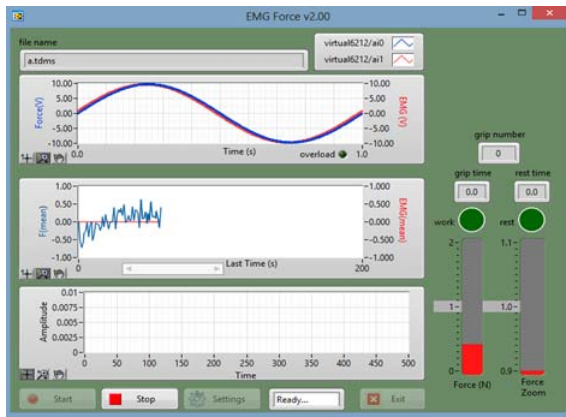 EMG Force v2.00
file name
a.tdms
virtual6212/ai0
virtual6212/ai1
10.00
5.00
0.00
-5.00
-10.00
Force(V)
10.00
5.00
0.00
-5.00
-10.00
EMG (V)
0.0
Time (s)
overload
1.0
1.00
0.50
0.00
-0.50
-1.00
F(mean)
1.000
0.500
0.000
-0.500
-1.000
EMG(mean)
0
Last Time (s)
200
0.01
0.0075
0.005
0.0025
0
Amplitude
0 50 100 150 200 250 300 350 400 450 500
Time
grip number
0
grip time
rest time
0.0
0.0
work
rest
2
1
0
1.1
1.0
0.9
Force (N)
Force
Zoom
Start
Stop
Settings
Ready...
Exit